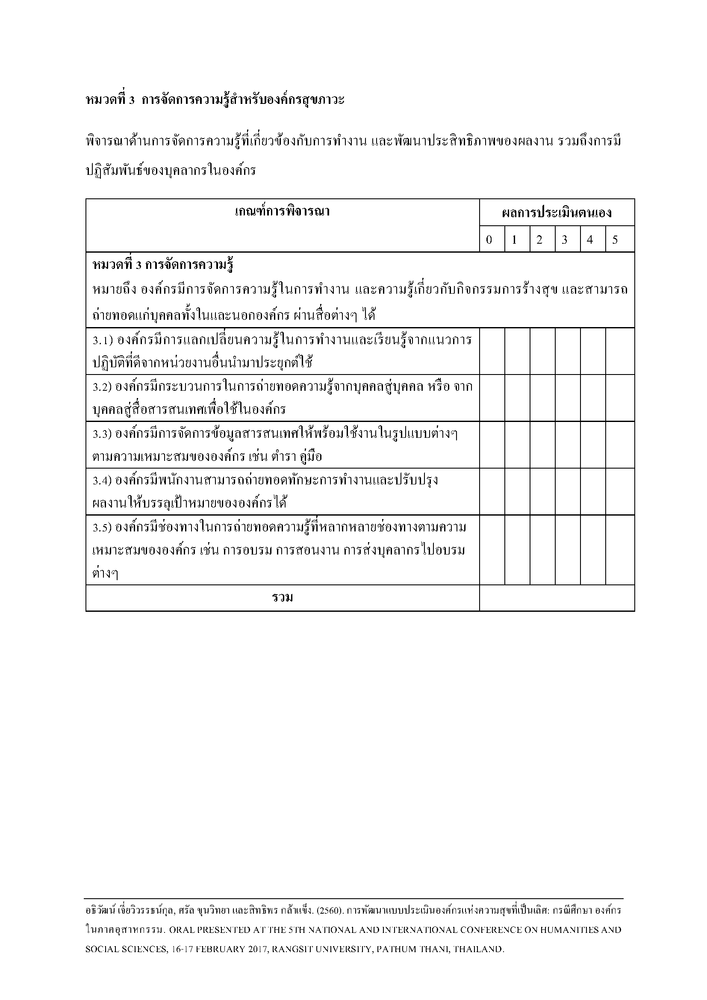 หมวดที่ 3  การจัดการความรู้สำหรับองค์กรสุขภาวะ
พิจารณาด้านการจัดการความรู้ที่เกี่ยวข้องกับการทำงาน และพัฒนาประสิทธิภาพของผลงาน รวมถึงการมี
ปฏิสัมพันธ์ของบุคลากรในองค์กร
เกณฑ์การพิจารณา
ผลการประเมินตนเอง
0 1 2 3 4 5
หมวดที่ 3 การจัดการความรู้
หมายถึง องค์กรมีการจัดการความรู้ในการทำงาน และความรู้เกี่ยวกับกิจกรรมการร้างสุข และสามารถ
ถ่ายทอดแก่บุคคลทั้งในและนอกองค์กร ผ่านสื่อต่างๆ ได้
3.1) องค์กรมีการแลกเปลี่ยนความรู้ในการทำงานและเรียนรู้จากแนวการ
ปฏิบัติที่ดีจากหน่วยงานอื่นนำมาประยุกต์ใช้
3.2) องค์กรมีกระบวนการในการถ่ายทอดความรู้จากบุคคลสู่บุคคล หรือ จาก
บุคคลสู่สื่อสารสนเทศเพื่อใช้ในองค์กร
3.3) องค์กรมีการจัดการข้อมูลสารสนเทศให้พร้อมใช้งานในรูปแบบต่างๆ
ตามความเหมาะสมขององค์กร เช่น ตำรา คู่มือ
3.4) องค์กรมีพนักงานสามารถถ่ายทอดทักษะการทำงานและปรับปรุง
ผลงานให้บรรลุเป้าหมายขององค์กรได้
3.5) องค์กรมีช่องทางในการถ่ายทอดความรู้ที่หลากหลายช่องทางตามความ
เหมาะสมขององค์กร เช่น การอบรม การสอนงาน การส่งบุคลากรไปอบรม
ต่างๆ
รวม
อธิวัฒน์ เจี่ยวิวรรธน์กุล, ศรัล ขุนวิทยา และสิทธิพร กล้าแข็ง. (2560). การพัฒนาแบบประเมินองค์กรแห่งความสุขที่เป็นเลิศ: กรณีศึกษา องค์กร
ในภาคอุสาหกรรม. ORAL PRESENTED AT THE 5TH NATIONAL AND INTERNATIONAL CONFERENCE ON HUMANITIES AND
SOCIAL SCIENCES, 16-17 FEBRUARY 2017, RANGSIT UNIVERSITY, PATHUM THANI, THAILAND.